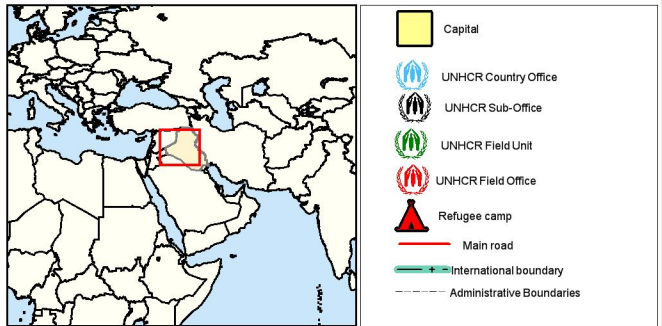 Capital
UNHCR Country Office
UNHCR Sub-Office
UNHCR Field Unit
UNHCR Field Office
Refugee camp
Main road
International boundary
Administrative Boundaries